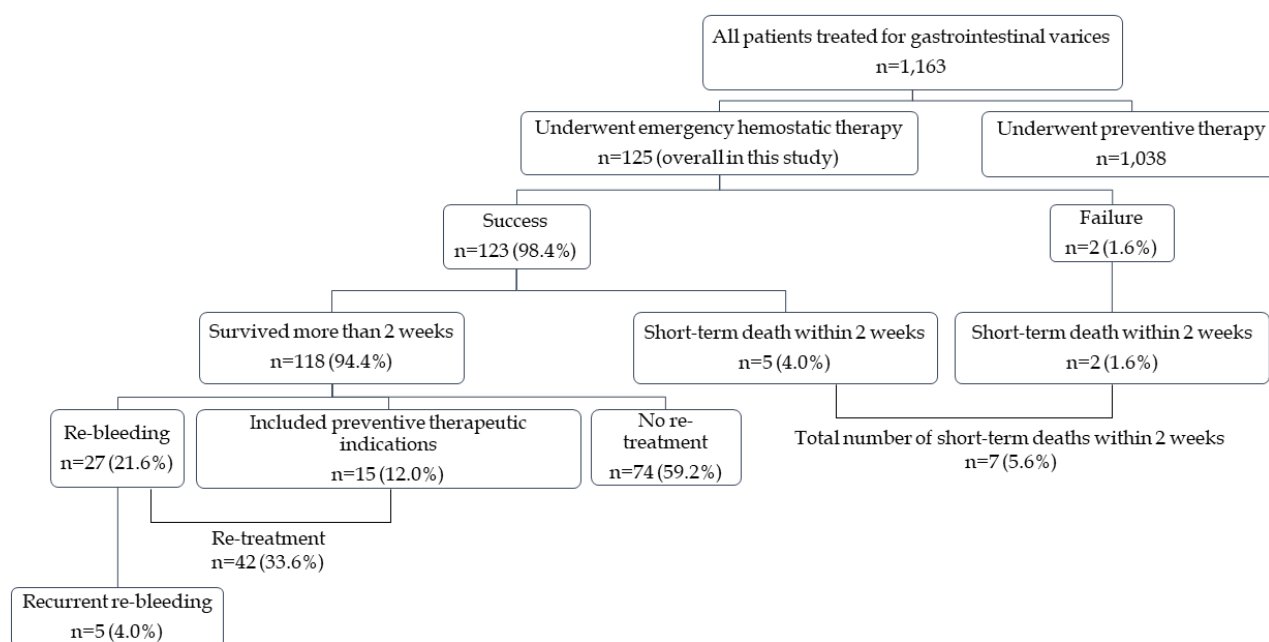 All patients treated for gastrointestinal varices
n=1,163
Underwent emergency hemostatic therapy
n=125 (overall in this study)
Underwent preventive therapy
n=1,038
Success
n=123 (98.4%)
Failure
n=2 (1.6%)
Survived more than 2 weeks
n=118 (94.4%)
Short-term death within 2 weeks
n=5 (4.0%)
Short-term death within 2 weeks
n=2 (1.6%)
Re-bleeding
n=27 (21.6%)
Included preventive therapeutic
indications
n=15 (12.0%)
No re-
treatment
n=74 (59.2%)
Total number of short-term deaths within 2 weeks
n=7 (5.6%)
Re-treatment
n=42 (33.6%)
Recurrent re-bleeding
n=5 (4.0%)